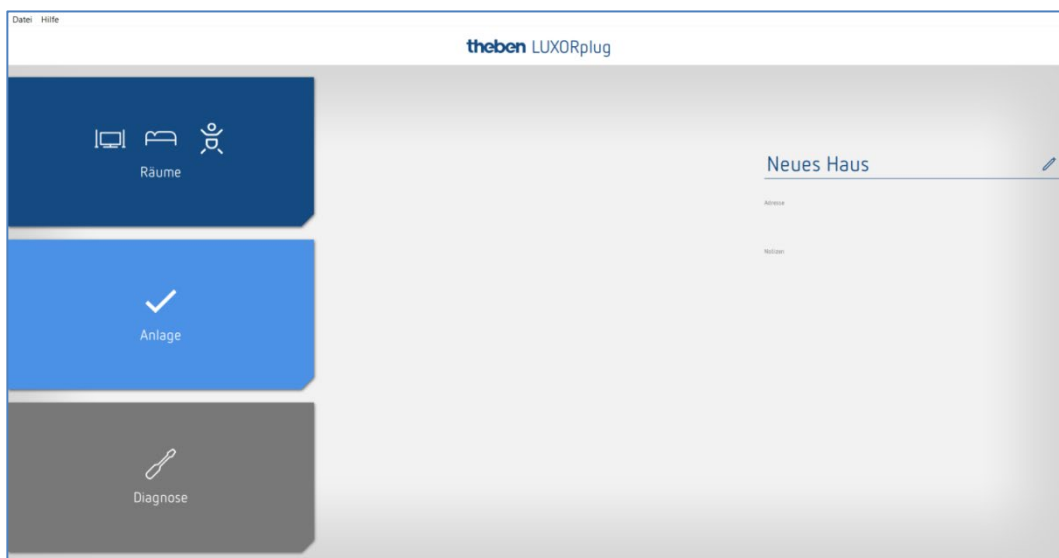 Datei Hilfe
theben LUXORplug
Räume
Neues Haus
Adresse
Notizen
Anlage
Diagnose